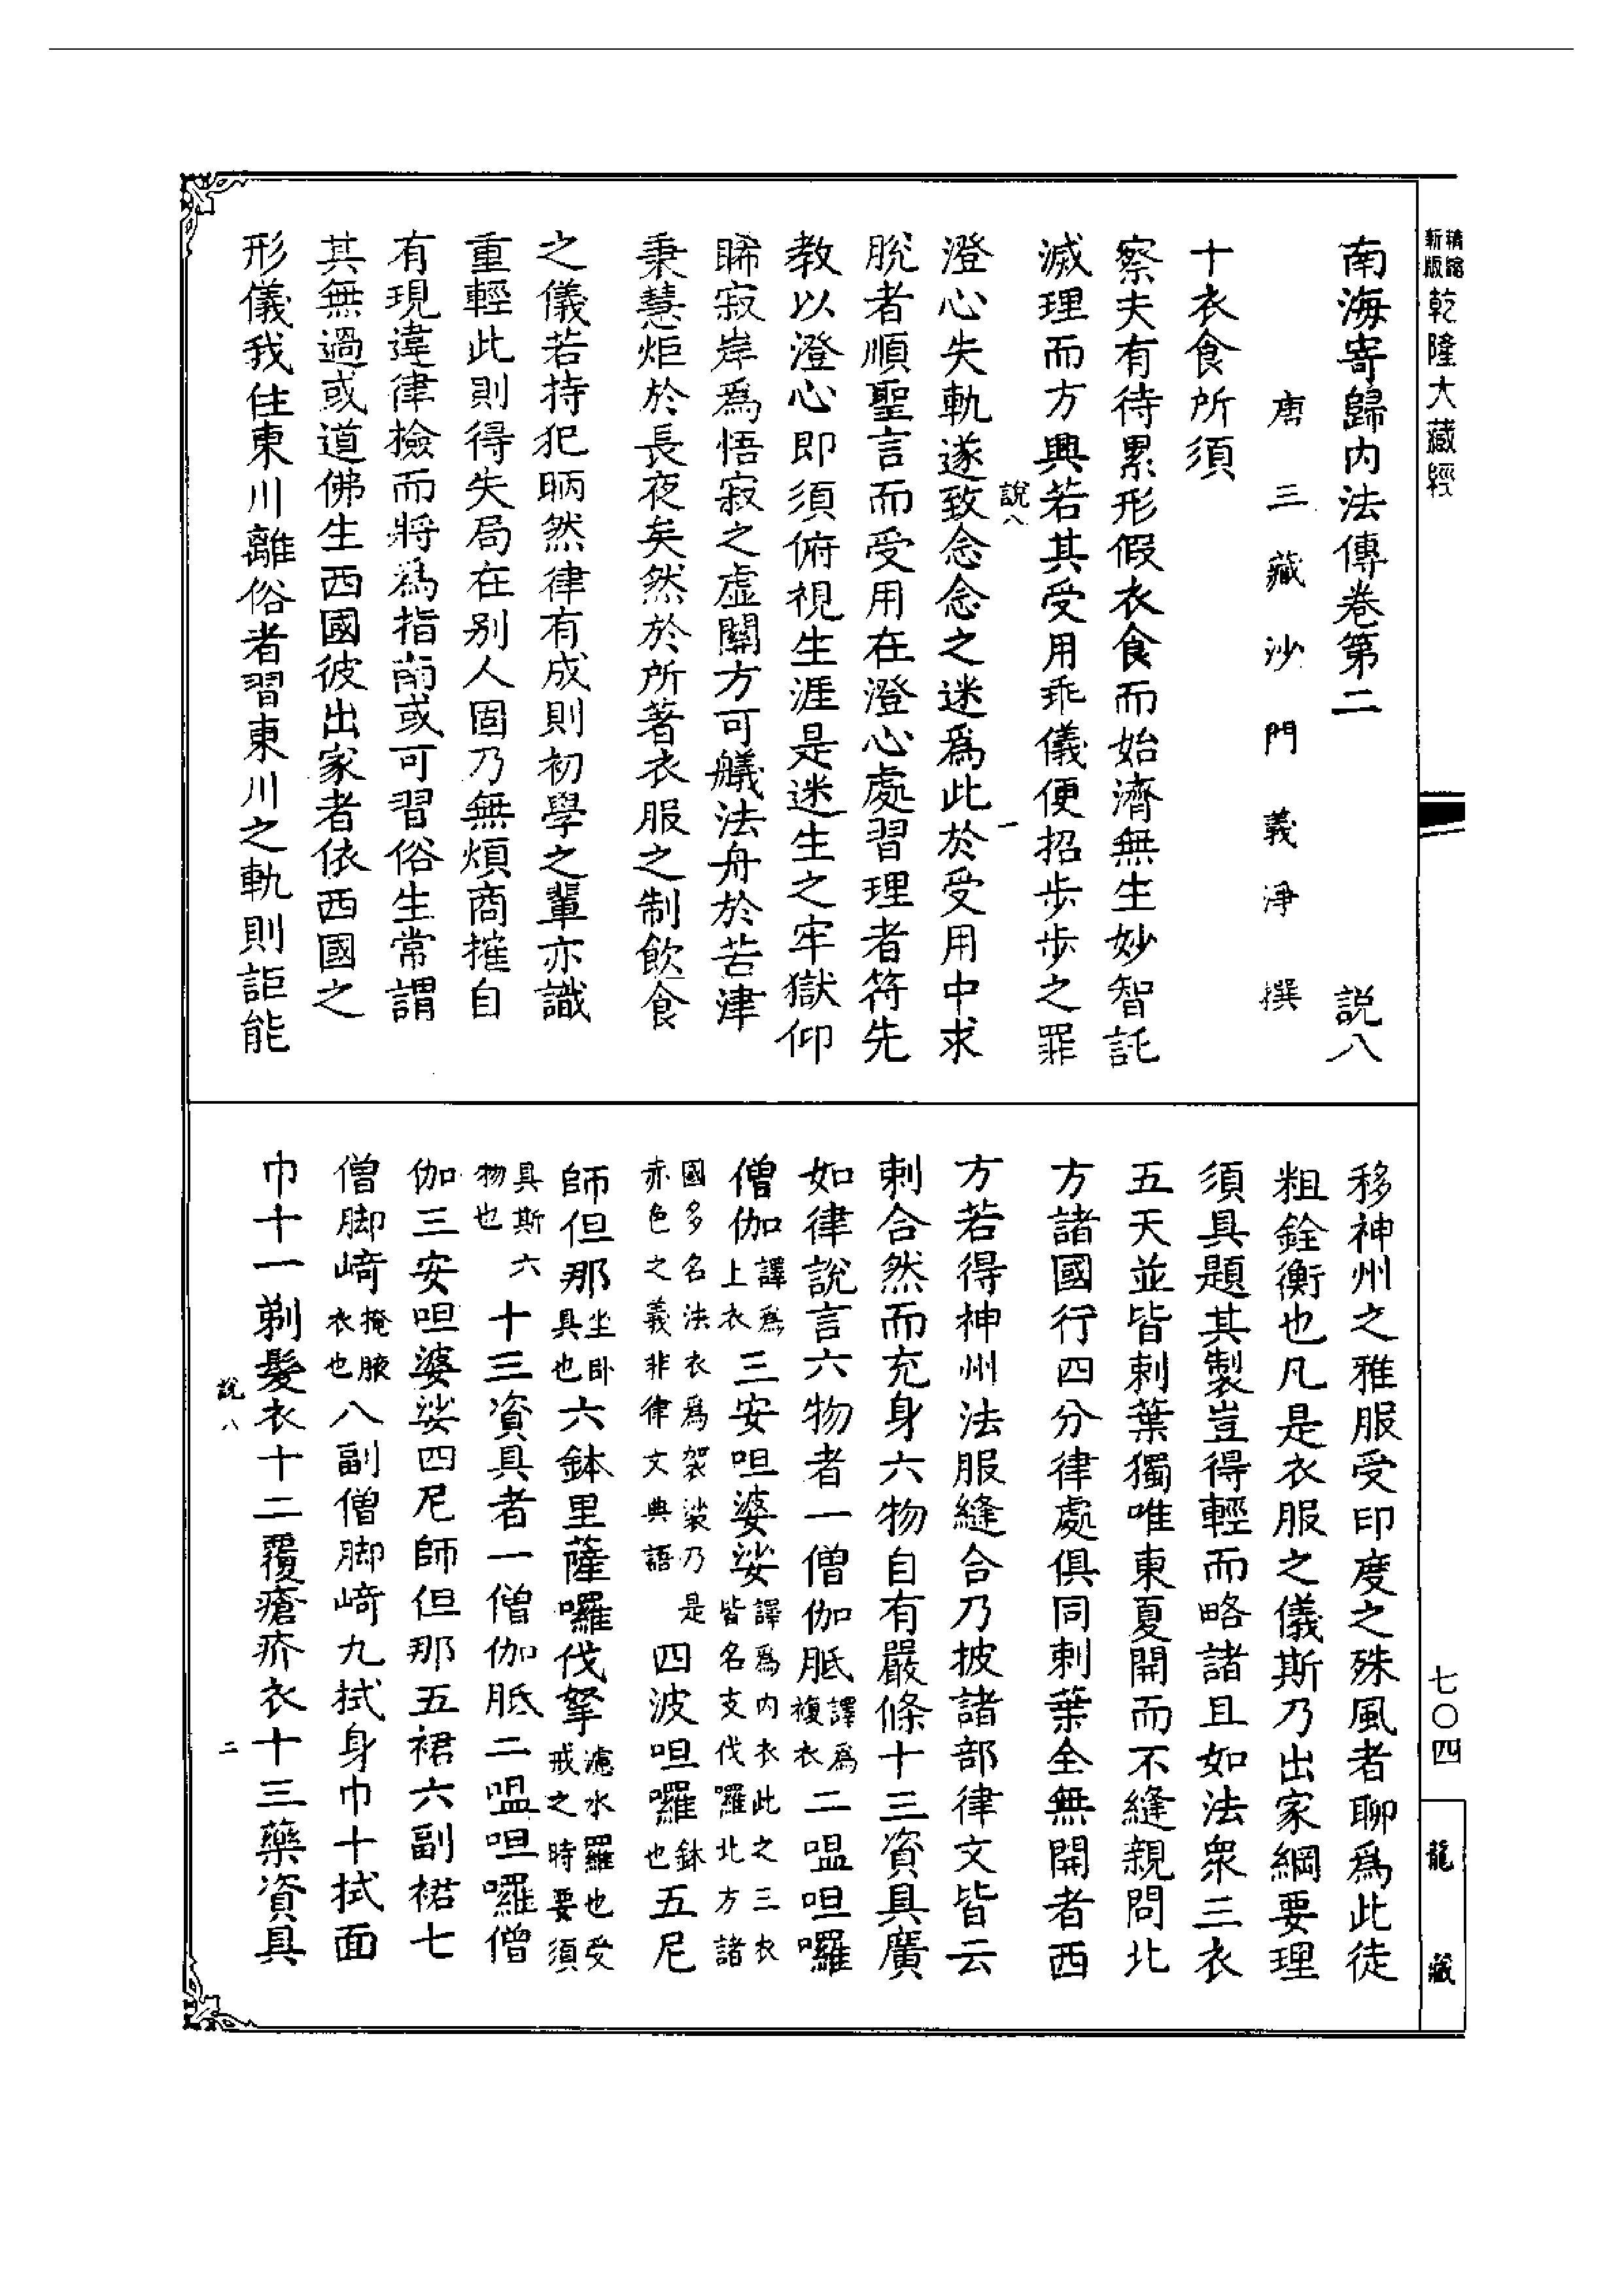 精縮新版乾隆大藏經
南海寄歸內法傳卷第二 説八
唐三藏沙門義淨撰
十衣食所須
察夫有待累形假衣食而始濟無生妙智託
滅理而方興若其受用乖儀便招步步之罪
說八 一
澄心失軌遂致念念之迷爲此於受用中求
脫者順聖言而受用在澄心處習理者符先
教以澄心即須俯視生涯是迷生之牢獄仰
睎寂岸爲悟寂之虛關方可艤法舟於苦津
秉慧炬於長夜矣然於所著衣服之制飲食
之儀若持犯昞然律有成則初學之輩亦識
重輕此則得失局在別人固乃無煩商搉自
有現違律檢而將爲指南或可習俗生常謂
其無過或道佛生西國彼出家者依西國之
形儀我住東川離俗者習東川之軌則詎能
移神州之雅服受印度之殊風者聊爲此徒
粗銓衡也凡是衣服之儀斯乃出家綱要理
須具題其製豈得輕而略諸且如法衆三衣
五天並皆刺葉獨唯東夏開而不縫親問北
方諸國行四分律處俱同刺葉全無開者西
方若得神州法服縫合乃披諸部律文皆云
刺合然而充身六物自有嚴條十三資具廣
如律說言六物者一僧伽胝譯爲複衣二嗢呾囉
僧伽譯爲上衣三安呾婆娑譯爲內衣此之三衣皆名支伐囉北方諸
國多名法衣爲袈裟乃是赤色之義非律文典語四波呾囉鉢也五尼
師但那坐卧具也六鉢里薩囉伐拏濾水羅也受戒之時要須
具斯六物也十三資具者一僧伽胝二嗢呾囉僧
伽三安呾婆娑四尼師但那五裙六副裙七
僧脚崎掩腋衣也八副僧脚崎九拭身巾十拭面
巾十一剃髮衣十二覆瘡疥衣十三藥資具
說八 二
七〇四
龍藏